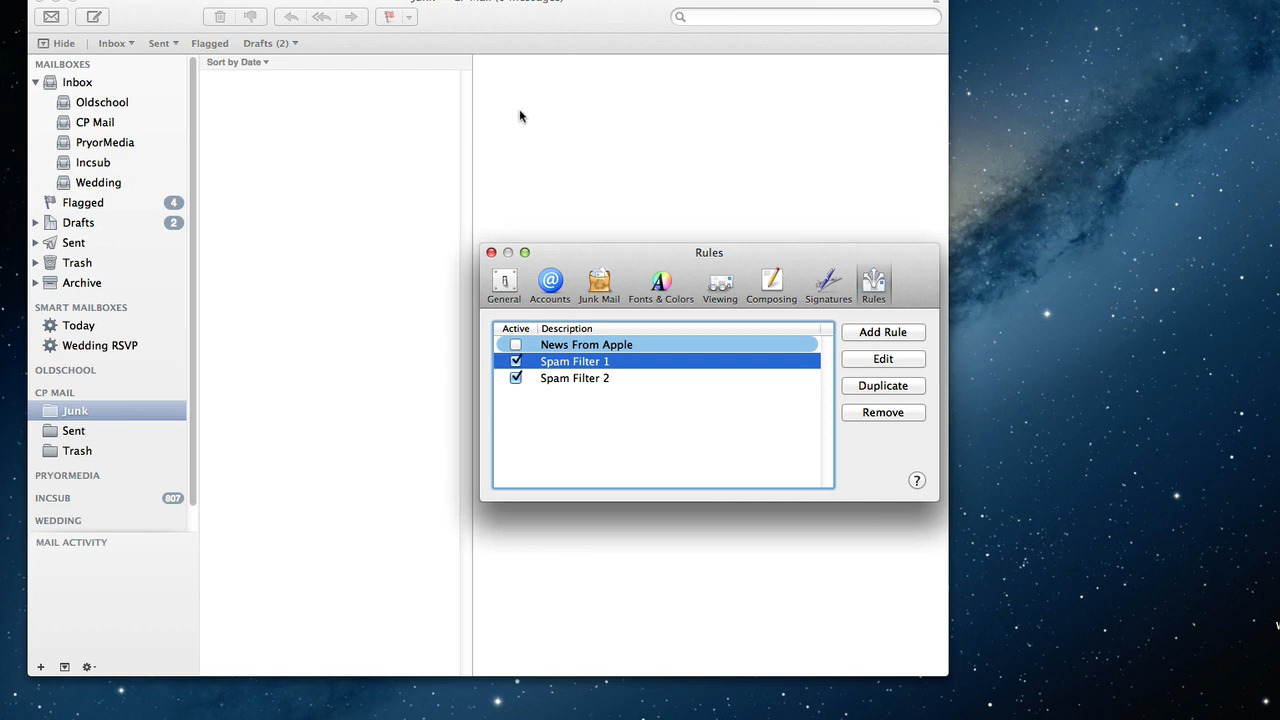 Hide Inbox Sent Flagged Drafts (2)
MAILBOXES
Inbox
Oldschool
CP Mail
PryorMedia
Incsub
Wedding
Flagged 4
Drafts 2
Sent
Trash
Archive
SMART MAILBOXES
Today
Wedding RSVP
OLDSCHOOL
CP MAIL
Junk
Sent
Trash
PRYORMEDIA
INCSUB 807
WEDDING
MAIL ACTIVITY
Sort by Date
Rules
General Accounts Junk Mail Fonts & Colors Viewing Composing Signatures Rules
Active Description
News From Apple
Spam Filter 1
Spam Filter 2
Add Rule
Edit
Duplicate
Remove
?